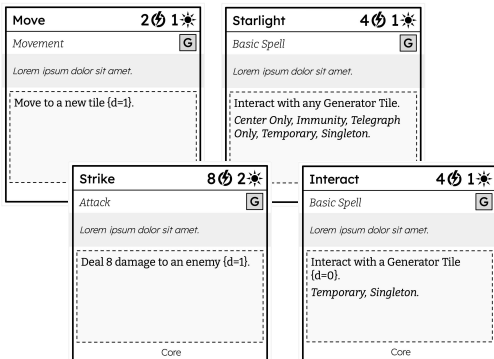 Move 2 1
Movement G
Lorem ipsum dolor sit amet.
Move to a new tile {d=1}.
Starlight 4 1
Basic Spell G
Lorem ipsum dolor sit amet.
Interact with any Generator Tile.
Center Only, Immunity, Telegraph
Only, Temporary, Singleton.
Strike 8 2
Attack G
Lorem ipsum dolor sit amet.
Deal 8 damage to an enemy {d=1}.
Core
Interact 4 1
Basic Spell G
Lorem ipsum dolor sit amet.
Interact with a Generator Tile
{d=0}.
Temporary, Singleton.
Core